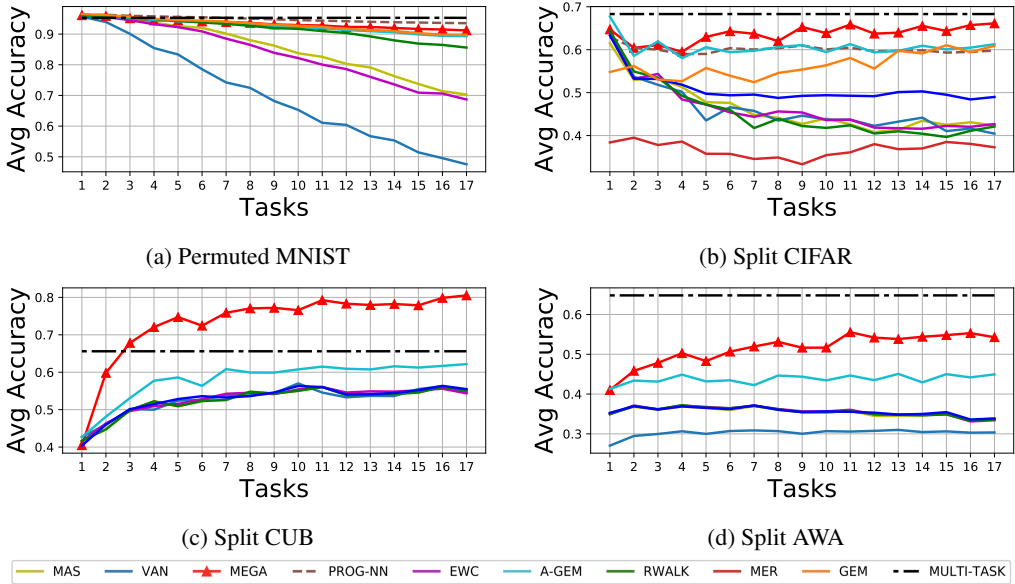 Avg Accuracy
0.9
0.8
0.7
0.6
0.5
1 2 3 4 5 6 7 8 9 10 11 12 13 14 15 16 17
Tasks
(a) Permuted MNIST
Avg Accuracy
0.7
0.6
0.5
0.4
1 2 3 4 5 6 7 8 9 10 11 12 13 14 15 16 17
Tasks
(b) Split CIFAR
Avg Accuracy
0.8
0.7
0.6
0.5
0.4
1 2 3 4 5 6 7 8 9 10 11 12 13 14 15 16 17
Tasks
(c) Split CUB
Avg Accuracy
0.6
0.5
0.4
0.3
1 2 3 4 5 6 7 8 9 10 11 12 13 14 15 16 17
Tasks
(d) Split AWA
MAS VAN MEGA PROG-NN EWC A-GEM RWALK MER GEM MULTI-TASK